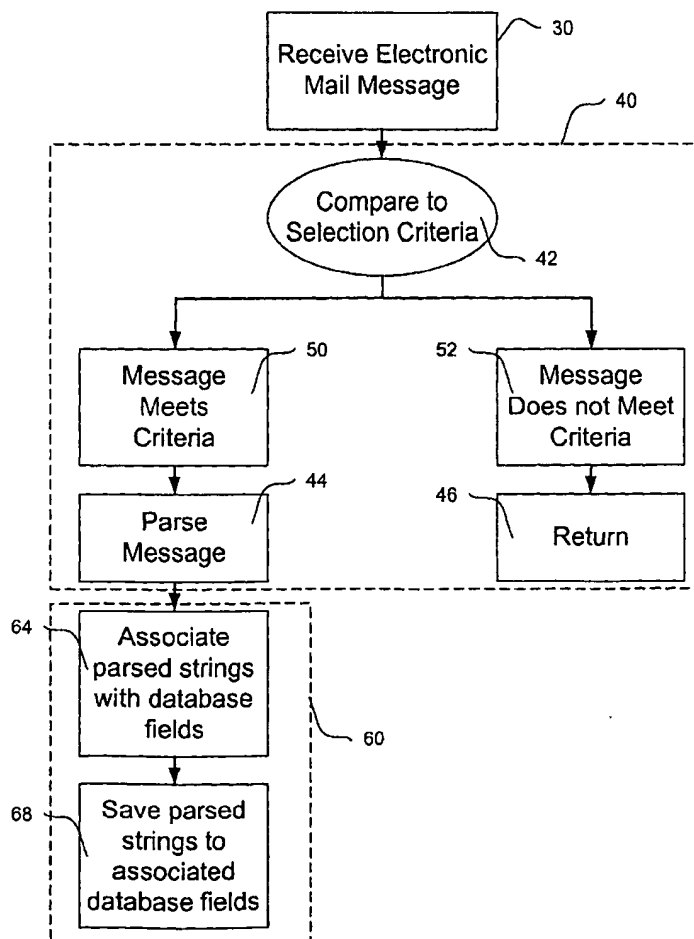 30
Receive Electronic
Mail Message
40
Compare to
Selection Criteria
42
50
Message
Meets
Criteria
52
Message
Does not Meet
Criteria
44
Parse
Message
46
Return
64
Associate
parsed strings
with database
fields
60
68
Save parsed
strings to
associated
database fields